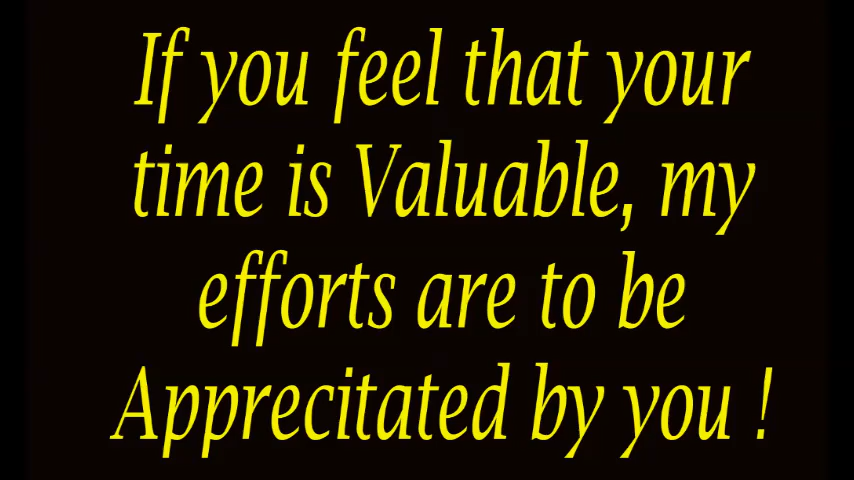 If you feel that your
time is Valuable, my
efforts are to be
Apprecitated by you !